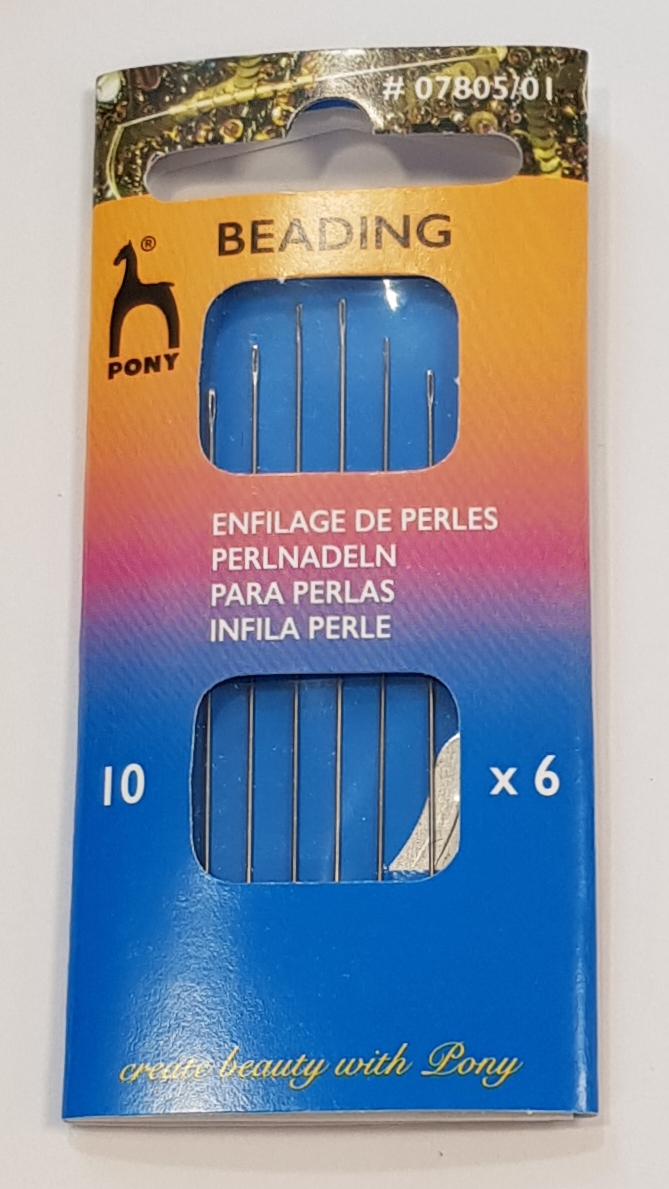 # 07805/01
BEADING
®
PONY
ENFILAGE DE PERLES
PERLNADELN
PARA PERLAS
INFILA PERLE
10
x 6
create beauty with Pony